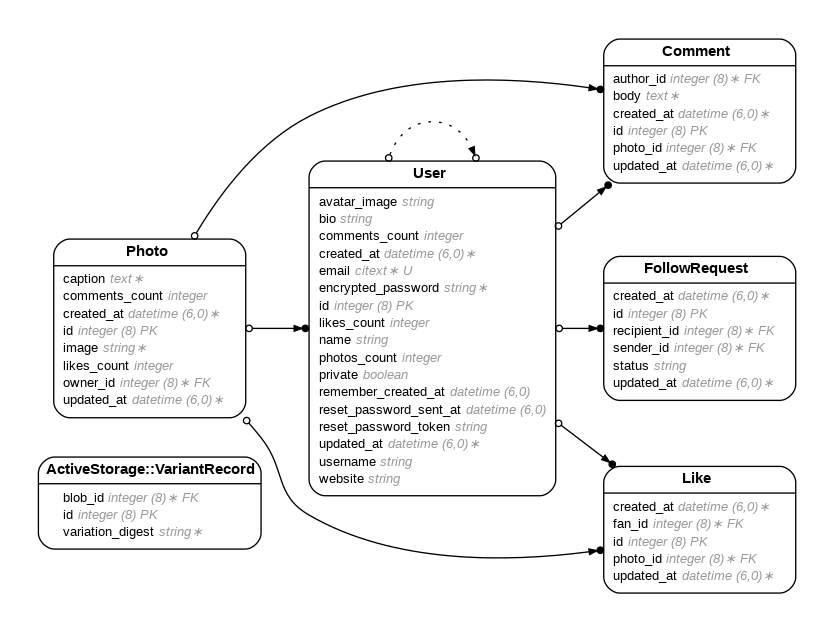 Comment
author_id integer (8)∗ FK
body text∗
created_at datetime (6,0)∗
id integer (8) PK
photo_id integer (8)∗ FK
updated_at datetime (6,0)∗
User
avatar_image string
bio string
comments_count integer
created_at datetime (6,0)∗
email citext∗ U
encrypted_password string∗
id integer (8) PK
likes_count integer
name string
photos_count integer
private boolean
remember_created_at datetime (6,0)
reset_password_sent_at datetime (6,0)
reset_password_token string
updated_at datetime (6,0)∗
username string
website string
Photo
caption text∗
comments_count integer
created_at datetime (6,0)∗
id integer (8) PK
image string∗
likes_count integer
owner_id integer (8)∗ FK
updated_at datetime (6,0)∗
FollowRequest
created_at datetime (6,0)∗
id integer (8) PK
recipient_id integer (8)∗ FK
sender_id integer (8)∗ FK
status string
updated_at datetime (6,0)∗
ActiveStorage::VariantRecord
blob_id integer (8)∗ FK
id integer (8) PK
variation_digest string∗
Like
created_at datetime (6,0)∗
fan_id integer (8)∗ FK
id integer (8) PK
photo_id integer (8)∗ FK
updated_at datetime (6,0)∗